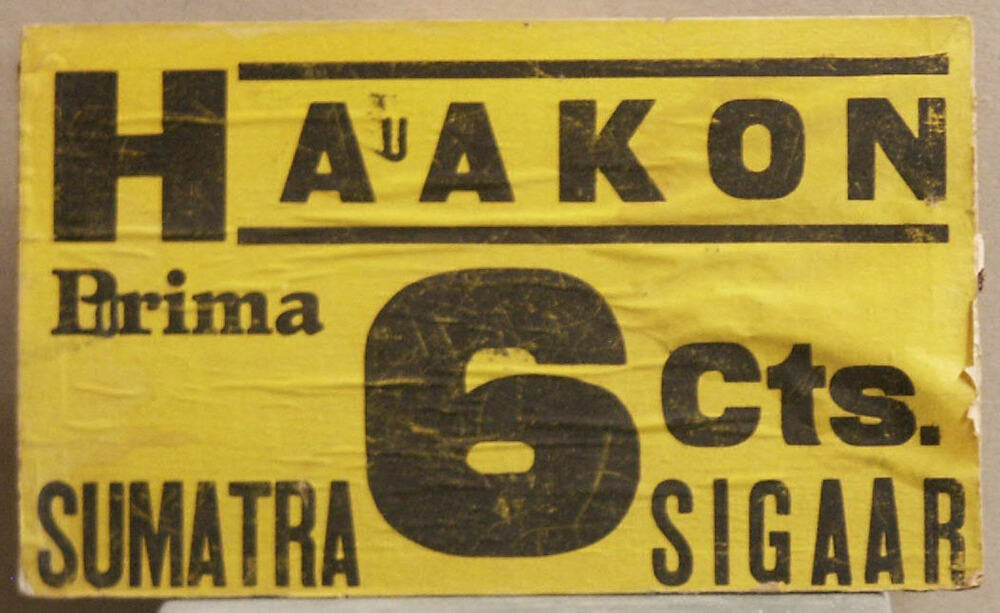 HAAKON
Prima
6 Cts.
SUMATRA SIGAAR